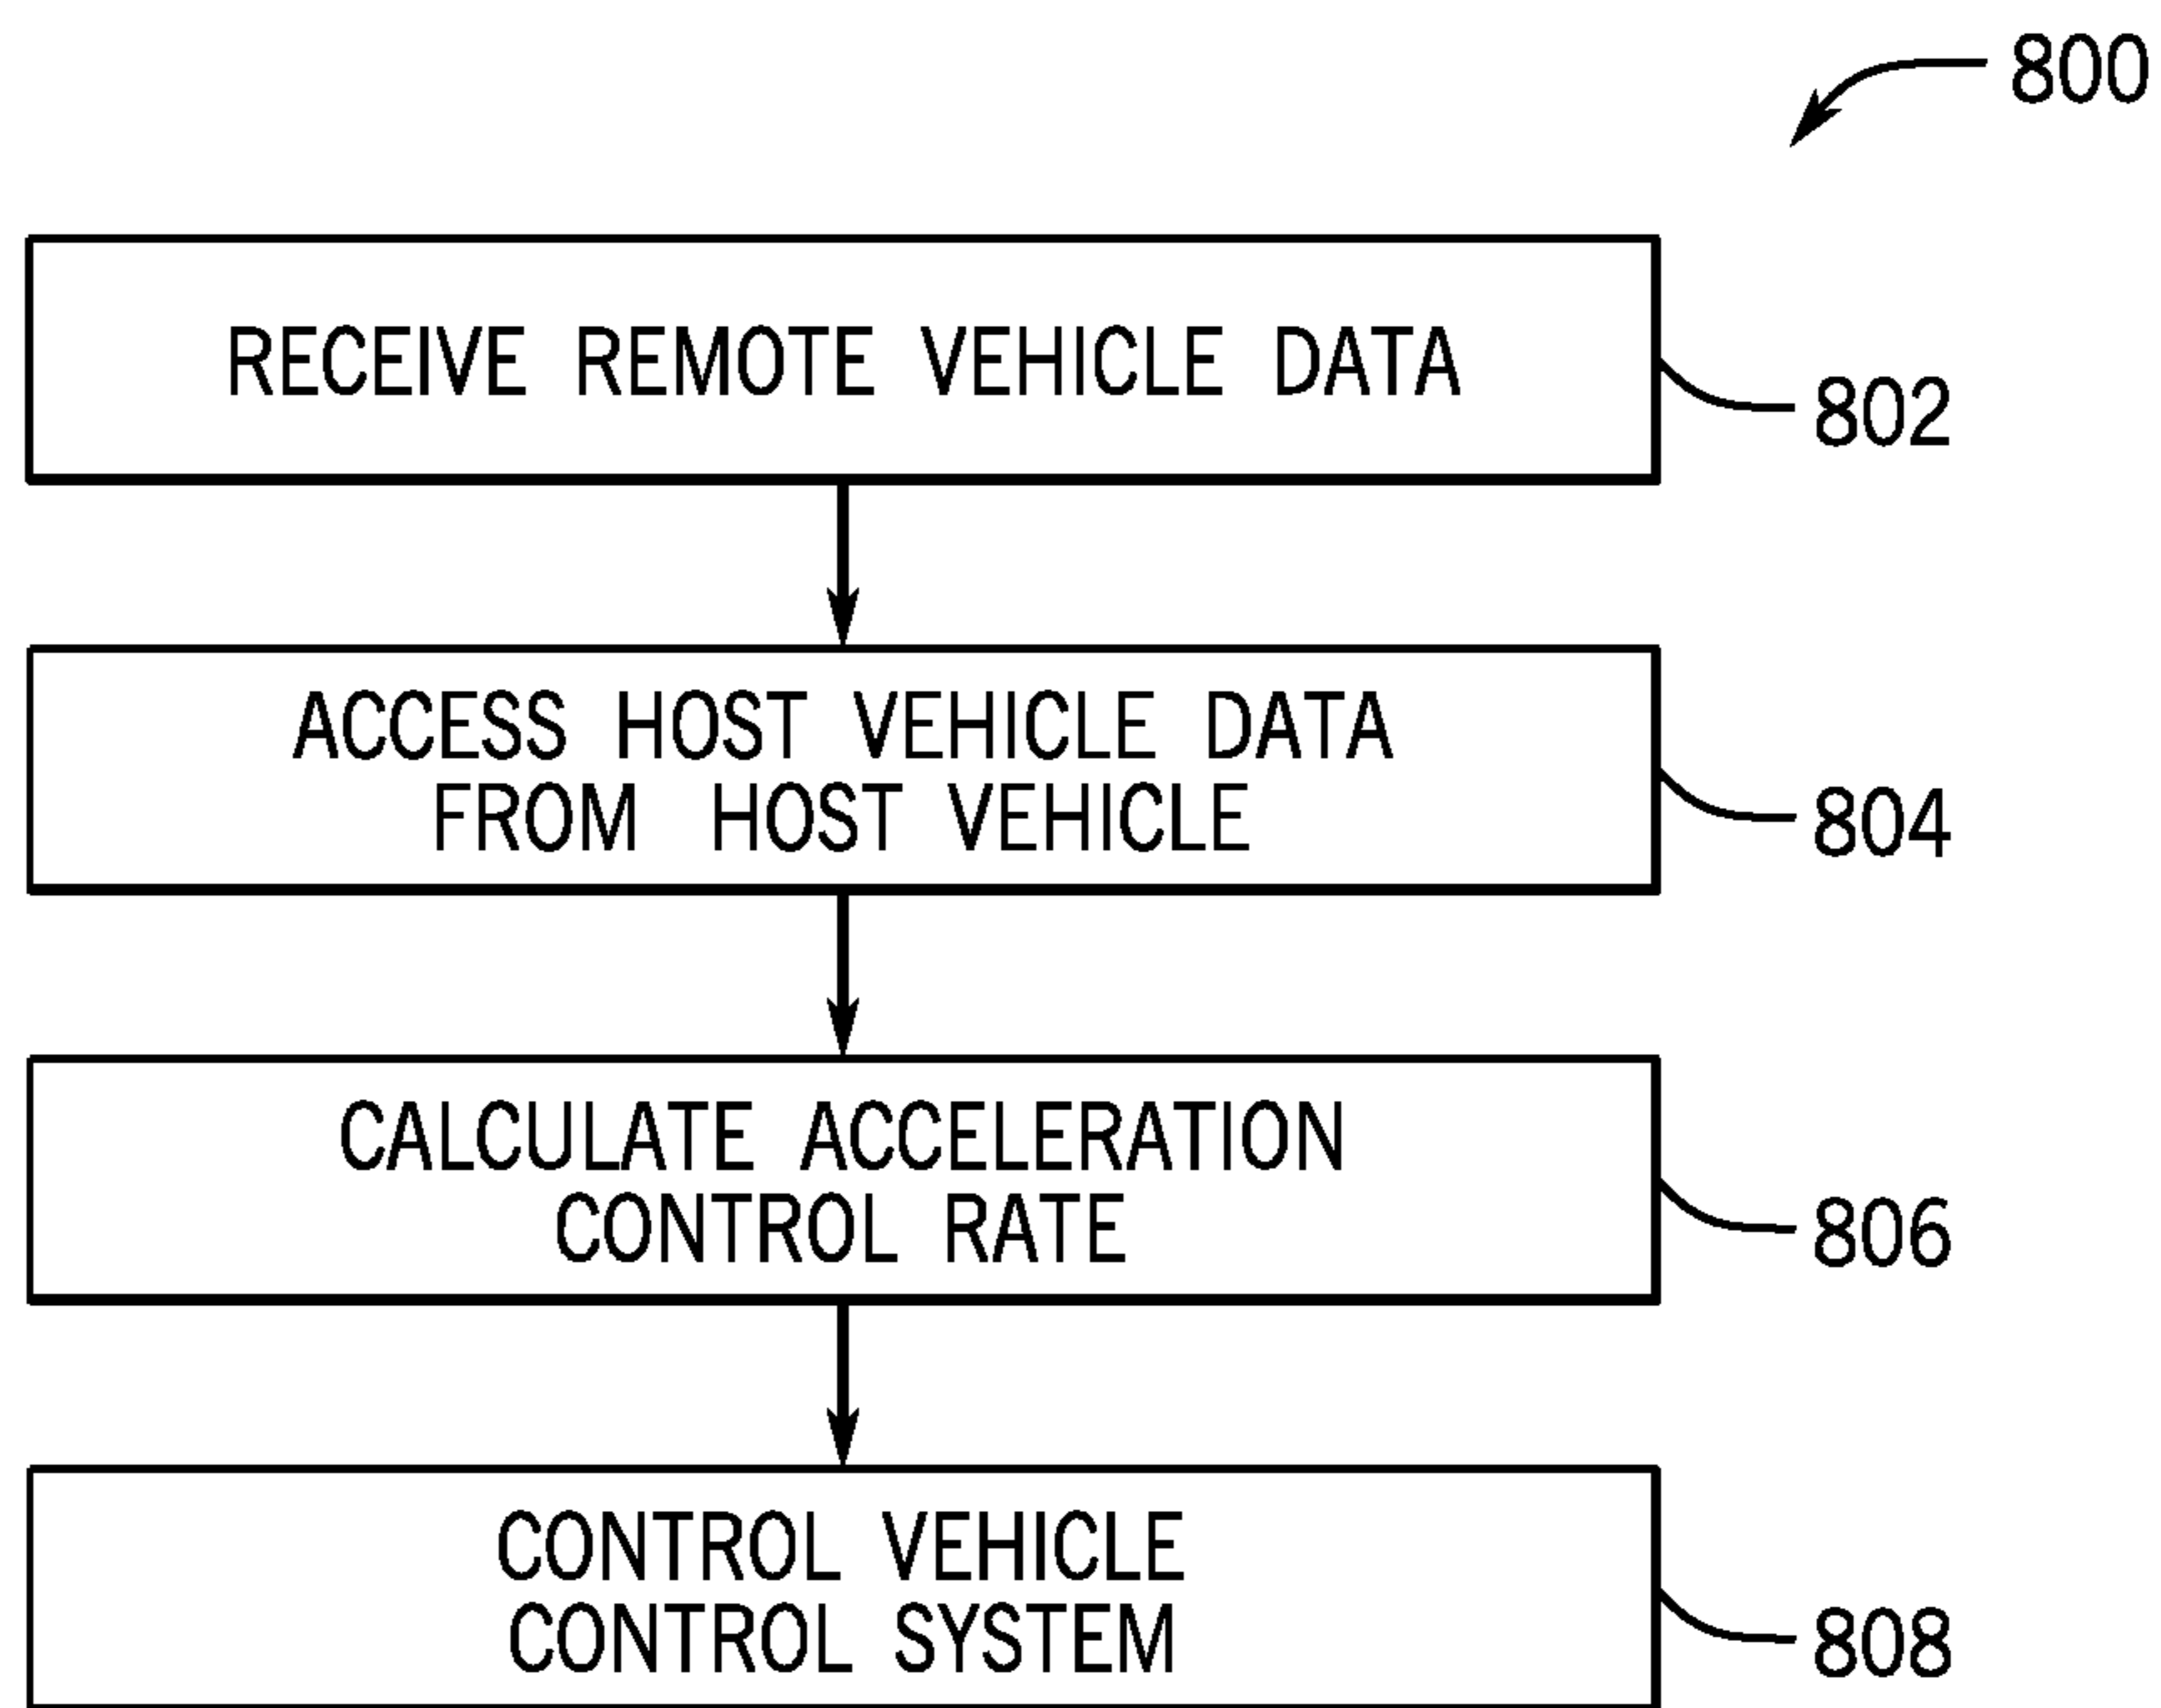 800
RECEIVE REMOTE VEHICLE DATA
802
ACCESS HOST VEHICLE DATA
FROM HOST VEHICLE
804
CALCULATE ACCELERATION
CONTROL RATE
806
CONTROL VEHICLE
CONTROL SYSTEM
808